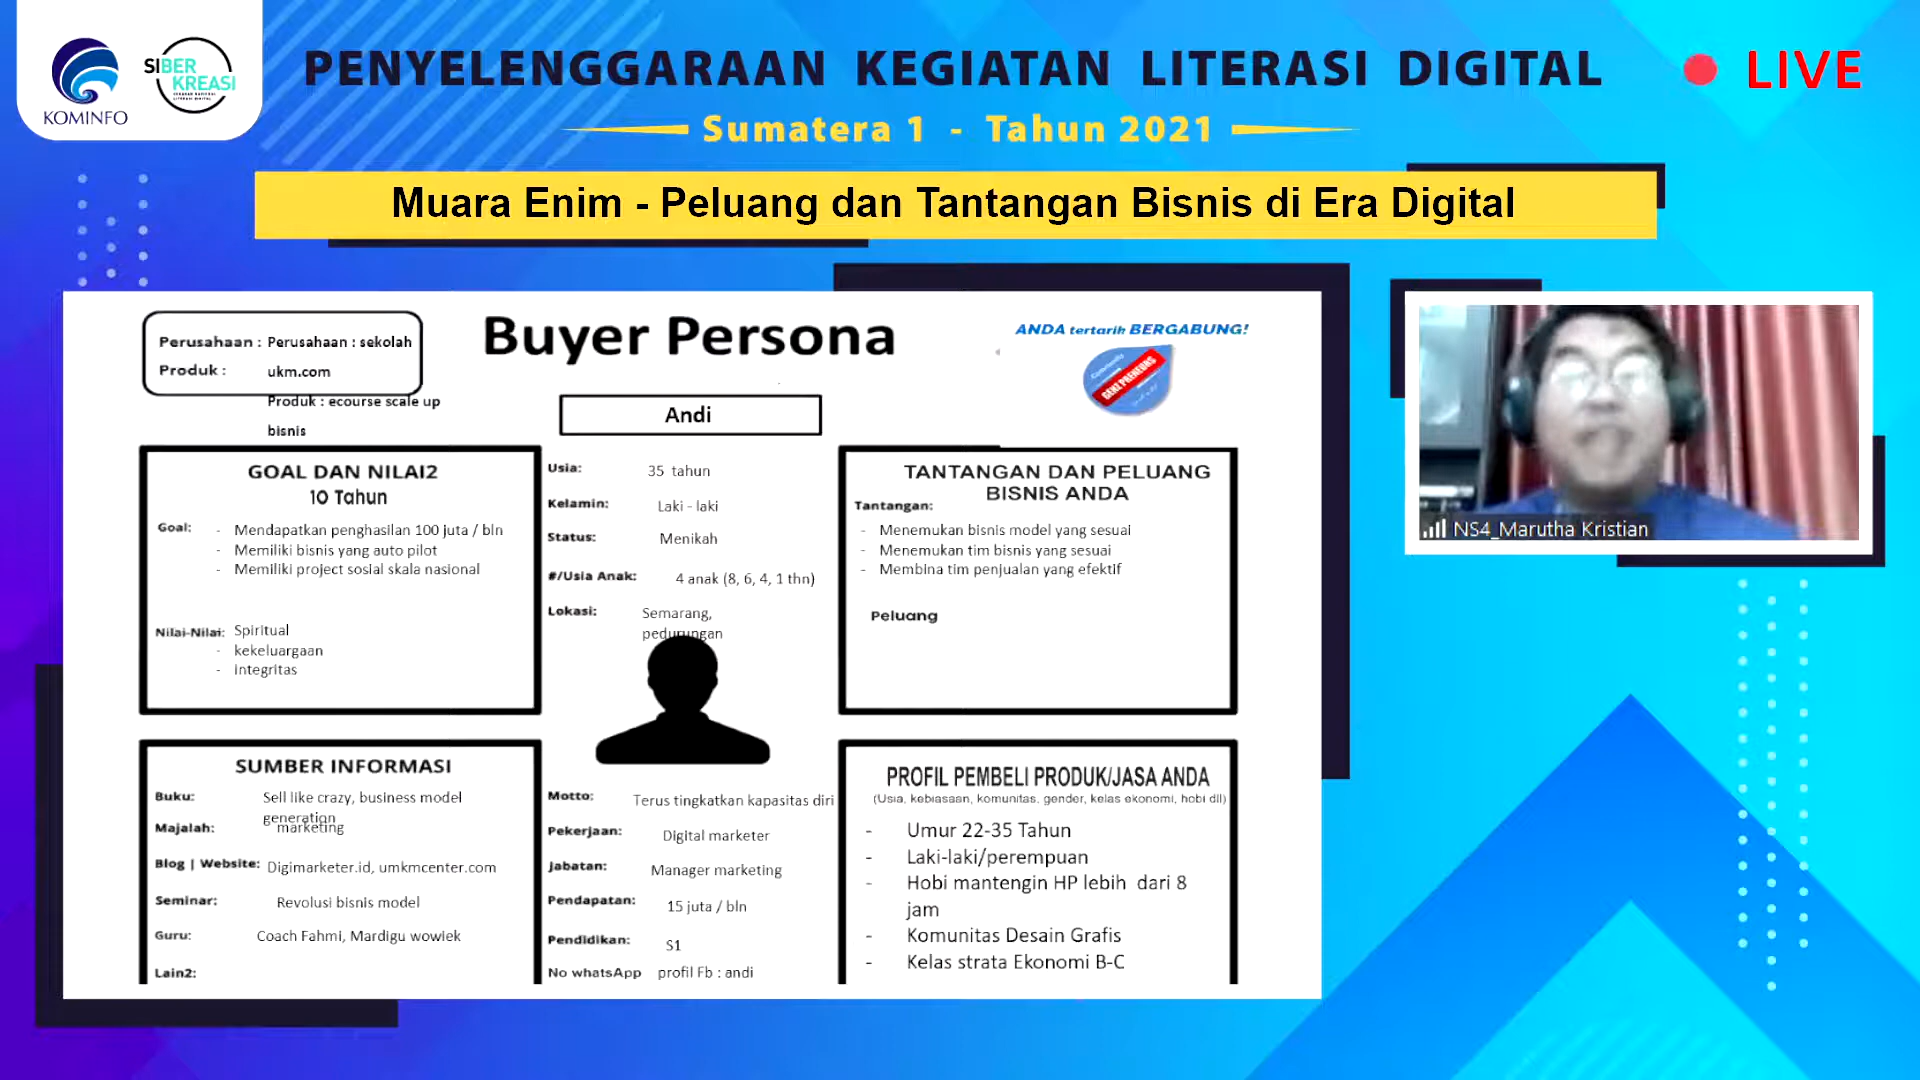 KOMINFO
SIBER
KREASI
PENYELENGGARAAN KEGIATAN LITERASI DIGITAL
LIVE
Sumatera 1 - Tahun 2021
Muara Enim - Peluang dan Tantangan Bisnis di Era Digital
Perusahaan : Perusahaan : sekolah
Produk : ukm.com
Produk : ecourse scale up
bisnis
Buyer Persona
ANDA tertarik BERGABUNG!
GENZ PRENEURS
Andi
GOAL DAN NILAI2
10 Tahun
Goal: - Mendapatkan penghasilan 100 juta / bln
- Memiliki bisnis yang auto pilot
- Memiliki project sosial skala nasional
Nilai-Nilai: Spiritual
- kekeluargaan
- integritas
Usia: 35 tahun
Kelamin: Laki - laki
Status: Menikah
#/Usia Anak: 4 anak (8, 6, 4, 1 thn)
Lokasi: Semarang,
pedurungan
TANTANGAN DAN PELUANG
BISNIS ANDA
Tantangan:
- Menemukan bisnis model yang sesuai
- Menemukan tim bisnis yang sesuai
- Membina tim penjualan yang efektif
Peluang
SUMBER INFORMASI
Buku: Sell like crazy, business model
generation
Majalah: marketing
Blog | Website: Digimarketer.id, umkmcenter.com
Seminar: Revolusi bisnis model
Guru: Coach Fahmi, Mardigu wowiek
Lain2:
Motto: Terus tingkatkan kapasitas diri
Pekerjaan: Digital marketer
Jabatan: Manager marketing
Pendapatan: 15 juta / bln
Pendidikan: S1
No whatsApp profil Fb : andi
PROFIL PEMBELI PRODUK/JASA ANDA
(Usia, kebiasaan, komunitas, gender, kelas ekonomi, hobi dll)
- Umur 22-35 Tahun
- Laki-laki/perempuan
- Hobi mantengin HP lebih dari 8
jam
- Komunitas Desain Grafis
- Kelas strata Ekonomi B-C
NS4_Marutha Kristian